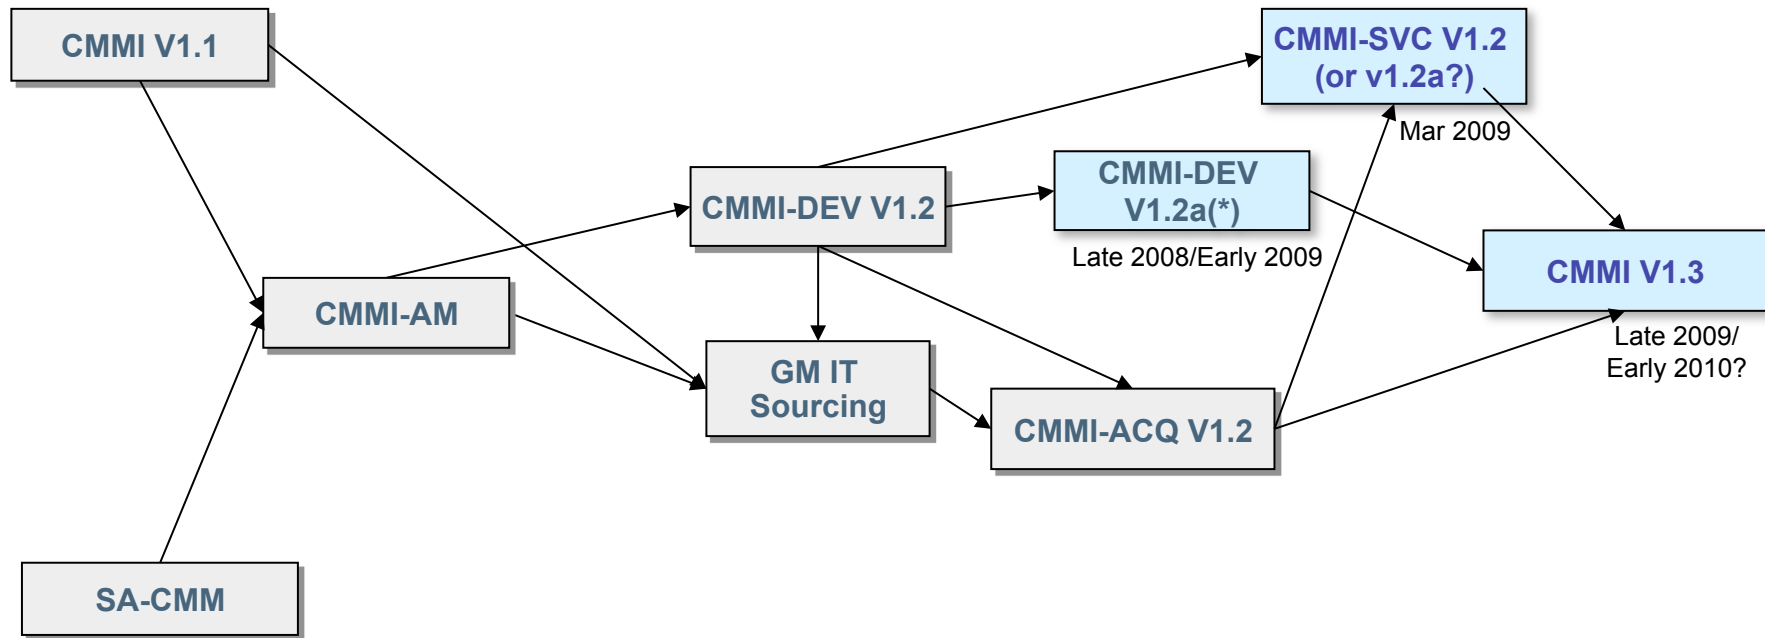 CMMI V1.1
CMMI-SVC V1.2
(or v1.2a?)
Mar 2009
CMMI-DEV V1.2
CMMI-DEV
V1.2a(*)
Late 2008/Early 2009
CMMI V1.3
Late 2009/
Early 2010?
CMMI-AM
GM IT
Sourcing
CMMI-ACQ V1.2
SA-CMM